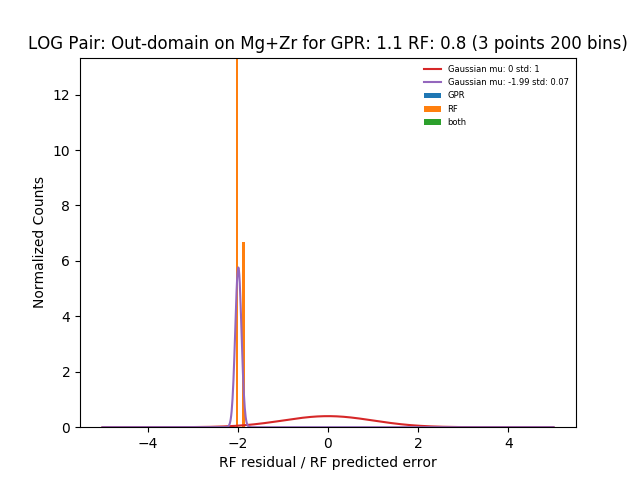 LOG Pair: Out-domain on Mg+Zr for GPR: 1.1 RF: 0.8 (3 points 200 bins)
Gaussian mu: 0 std: 1
Gaussian mu: -1.99 std: 0.07
GPR
RF
both
Normalized Counts
12
10
8
6
4
2
0
−4
−2
0
2
4
RF residual / RF predicted error